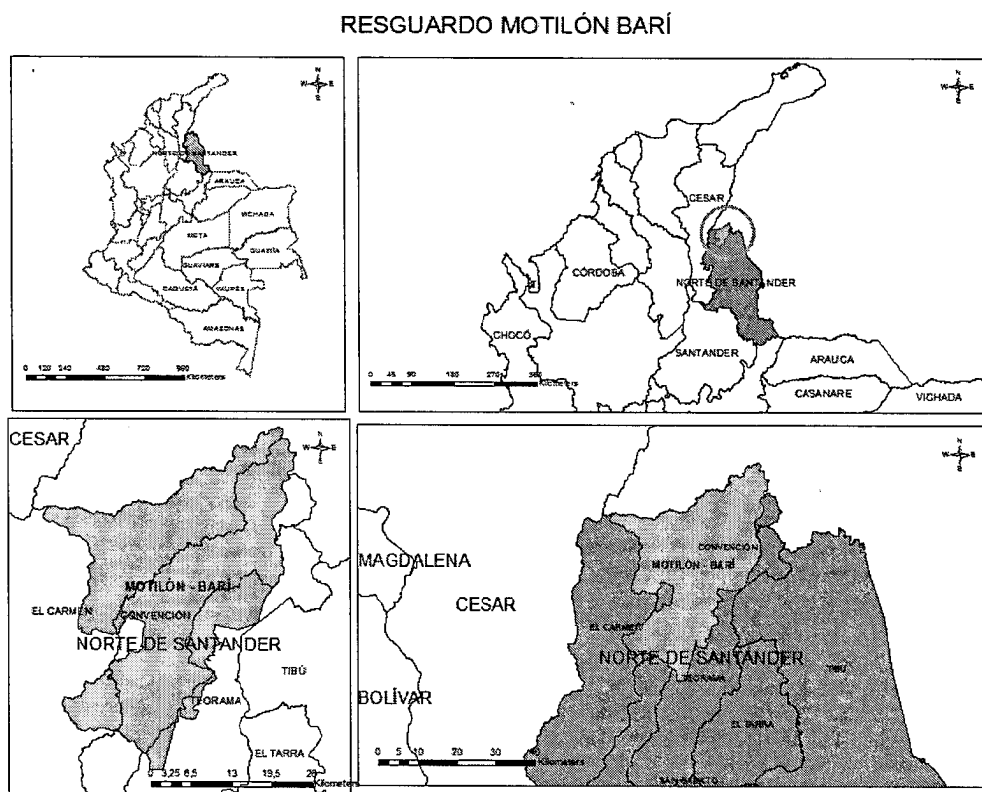 RESGUARDO MOTILÓN BARÍ
N
W E
S
NORTE DE SANTANDER
ARAUCA
VICHADA
META
GUAVIARE
VAUPÉS
AMAZONAS
0 120 240 480 720 960
Kilometers
N
W E
S
CESAR
CÓRDOBA
NORTE DE SANTANDER
CHOCÓ
SANTANDER
ARAUCA
CASANARE
VICHADA
0 45 90 180 270 360
Kilometers
CESAR
N
W E
S
MOTILÓN - BARÍ
EL CARMEN
CONVENCIÓN
NORTE DE SANTANDER
TIBÚ
EORAMA
EL TARRA
0 3,25 6,5 13 19,5 26
Kilometers
N
W E
S
MAGDALENA
CESAR
CONVENCIÓN
MOTILÓN - BARÍ
EL CARMEN
NORTE DE SANTANDER
TIBÚ
BOLÍVAR
EL TARRA
0 5 10 20 30 40
Kilometers